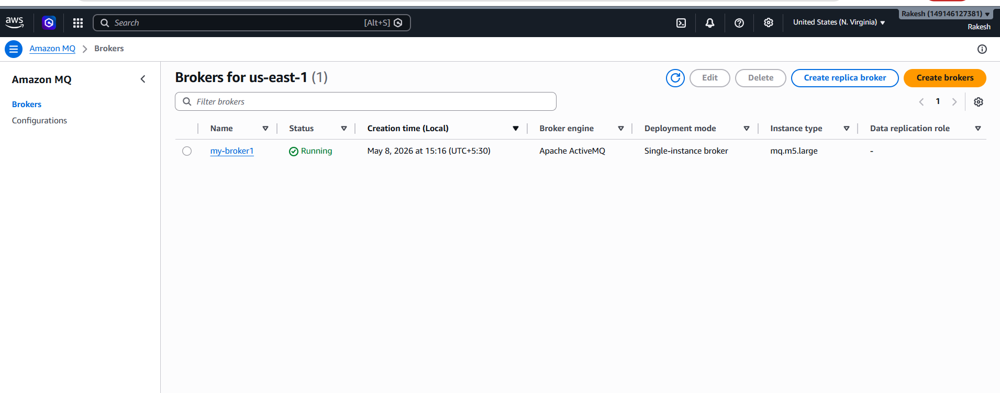 aws
Search [Alt+S]
United States (N. Virginia)
Rakesh (149146127381)
Rakesh
Amazon MQ > Brokers
Amazon MQ
Brokers
Configurations
Brokers for us-east-1 (1)
Edit
Delete
Create replica broker
Create brokers
Filter brokers
1
Name Status Creation time (Local) Broker engine Deployment mode Instance type Data replication role
my-broker1 Running May 8, 2026 at 15:16 (UTC+5:30) Apache ActiveMQ Single-instance broker mq.m5.large -